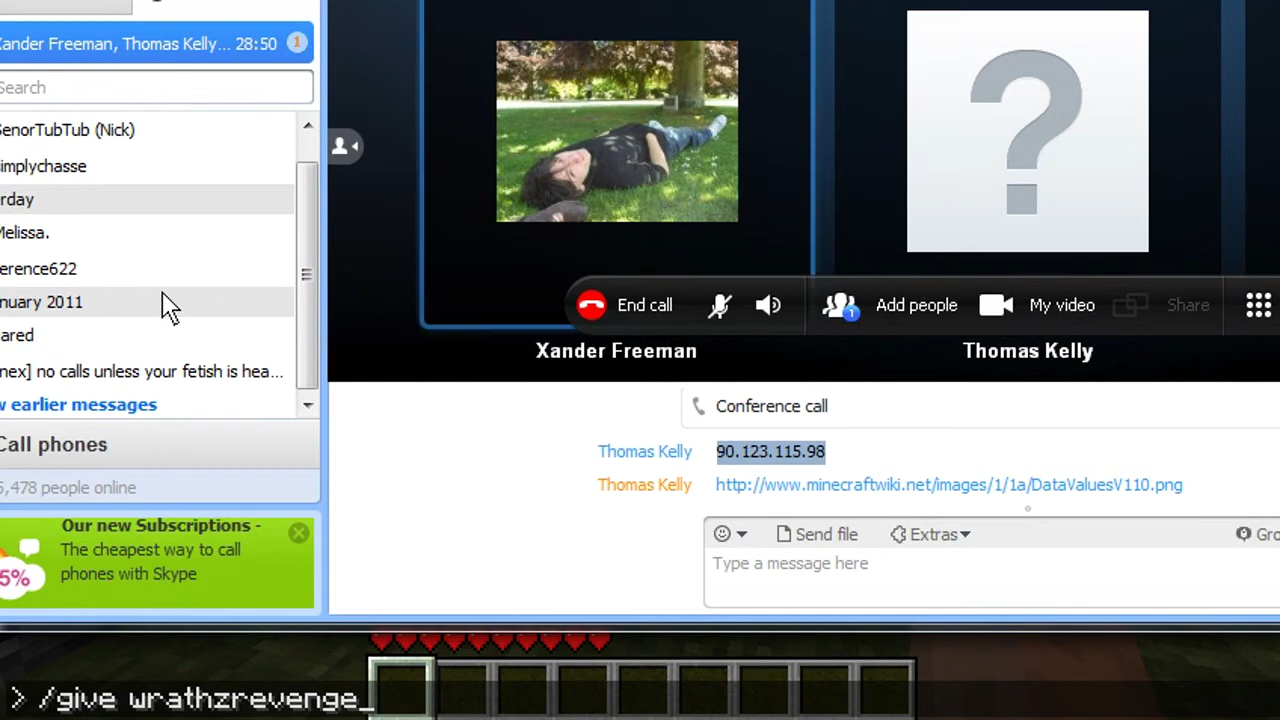 Xander Freeman, Thomas Kelly... 28:50 1
Search
SenorTubTub (Nick)
simplychasse
rday
Melissa.
erence622
nuary 2011
ared
nex] no calls unless your fetish is hea...
w earlier messages
Call phones
5,478 people online
Our new Subscriptions -
The cheapest way to call
phones with Skype
5%
?
End call
Add people
1
My video
Share
Xander Freeman
Thomas Kelly
Conference call
Thomas Kelly 90.123.115.98
Thomas Kelly http://www.minecraftwiki.net/images/1/1a/DataValuesV110.png
Send file
Extras
Gro
Type a message here
> /give wrathzrevenge_